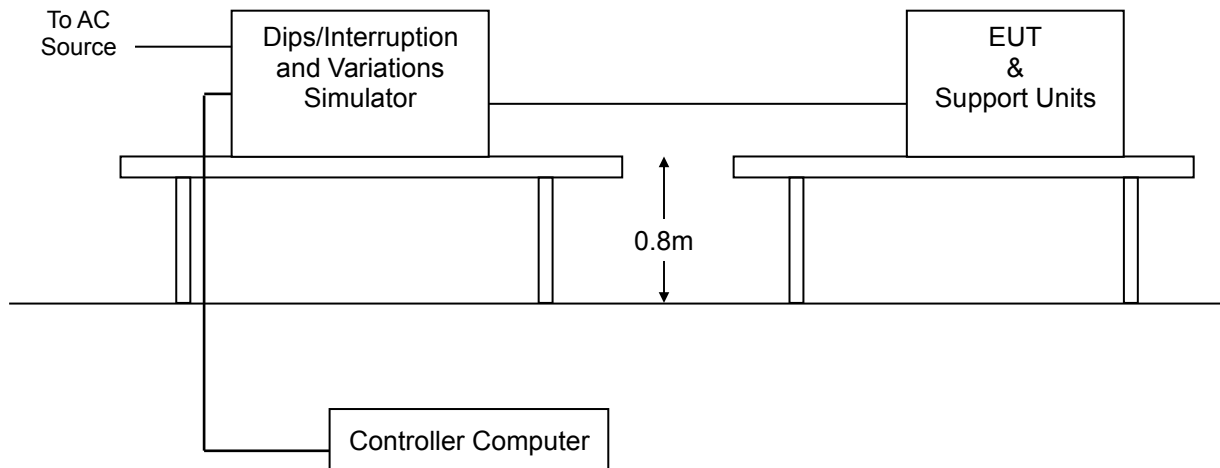 To AC
Source
Dips/Interruption
and Variations
Simulator
EUT
&
Support Units
0.8m
Controller Computer